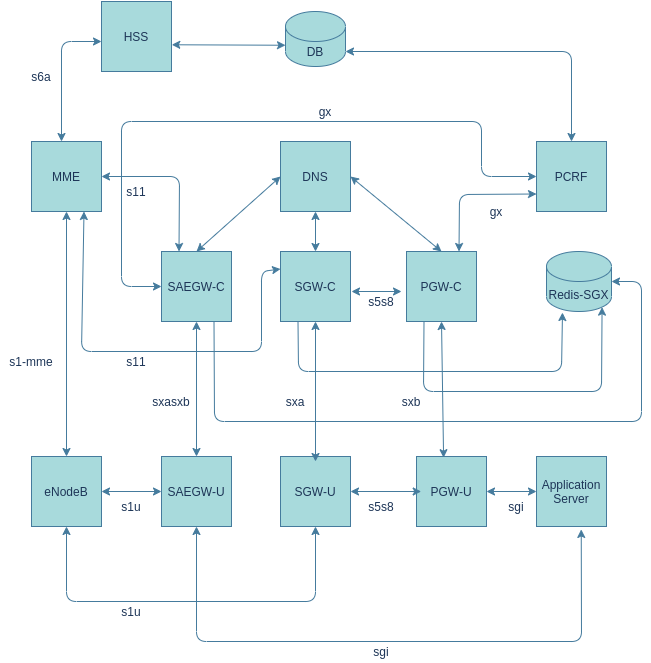 HSS
DB
s6a
gx
MME
s11
DNS
PCRF
gx
SAEGW-C
SGW-C
s5s8
PGW-C
Redis-SGX
s1-mme
s11
sxasxb
sxa
sxb
eNodeB
s1u
SAEGW-U
SGW-U
s5s8
PGW-U
sgi
Application
Server
s1u
sgi